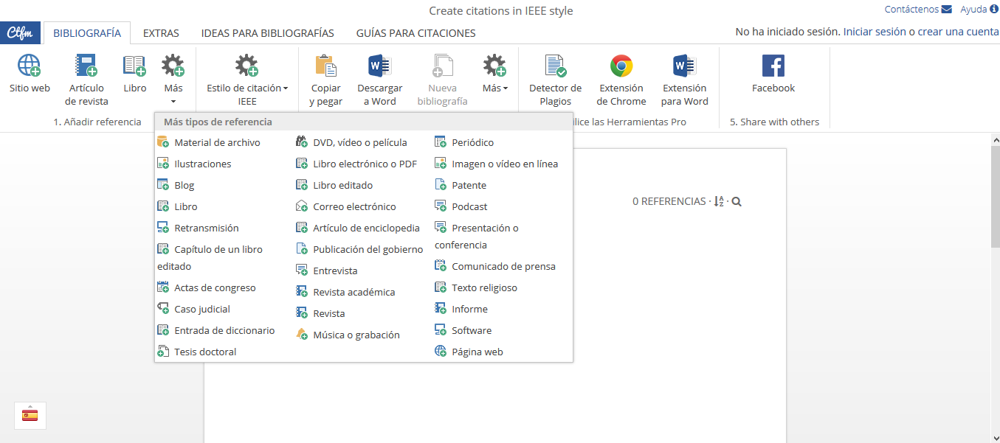 Create citations in IEEE style
Contáctenos Ayuda
Ctfm
BIBLIOGRAFÍA EXTRAS IDEAS PARA BIBLIOGRAFÍAS GUÍAS PARA CITACIONES
No ha iniciado sesión. Iniciar sesión o crear una cuenta
Sitio web
Artículo
de revista
Libro
Más
Estilo de citación
IEEE
Copiar
y pegar
Descargar
a Word
Nueva
bibliografía
Más
Detector de
Plagios
Extensión
de Chrome
Extensión
para Word
Facebook
1. Añadir referencia
ilice las Herramientas Pro
5. Share with others
Más tipos de referencia
Material de archivo
Ilustraciones
Blog
Libro
Retransmisión
Capítulo de un libro
editado
Actas de congreso
Caso judicial
Entrada de diccionario
Tesis doctoral
DVD, vídeo o película
Libro electrónico o PDF
Libro editado
Correo electrónico
Artículo de enciclopedia
Publicación del gobierno
Entrevista
Revista académica
Revista
Música o grabación
Periódico
Imagen o vídeo en línea
Patente
Podcast
Presentación o
conferencia
Comunicado de prensa
Texto religioso
Informe
Software
Página web
0 REFERENCIAS · AZ ·